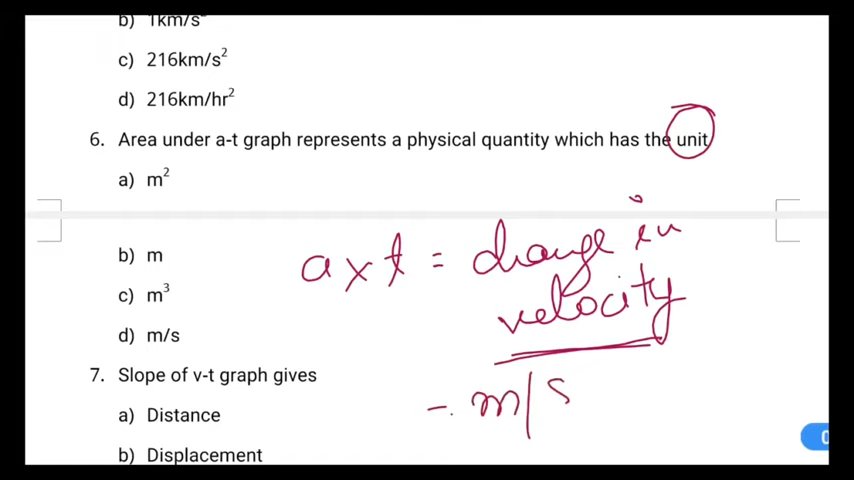 b) 1km/s²
c) 216km/s²
d) 216km/hr²
6. Area under a-t graph represents a physical quantity which has the unit
a) m²
b) m
c) m³
d) m/s
a x t = change in
velocity
- m/s
7. Slope of v-t graph gives
a) Distance
b) Displacement